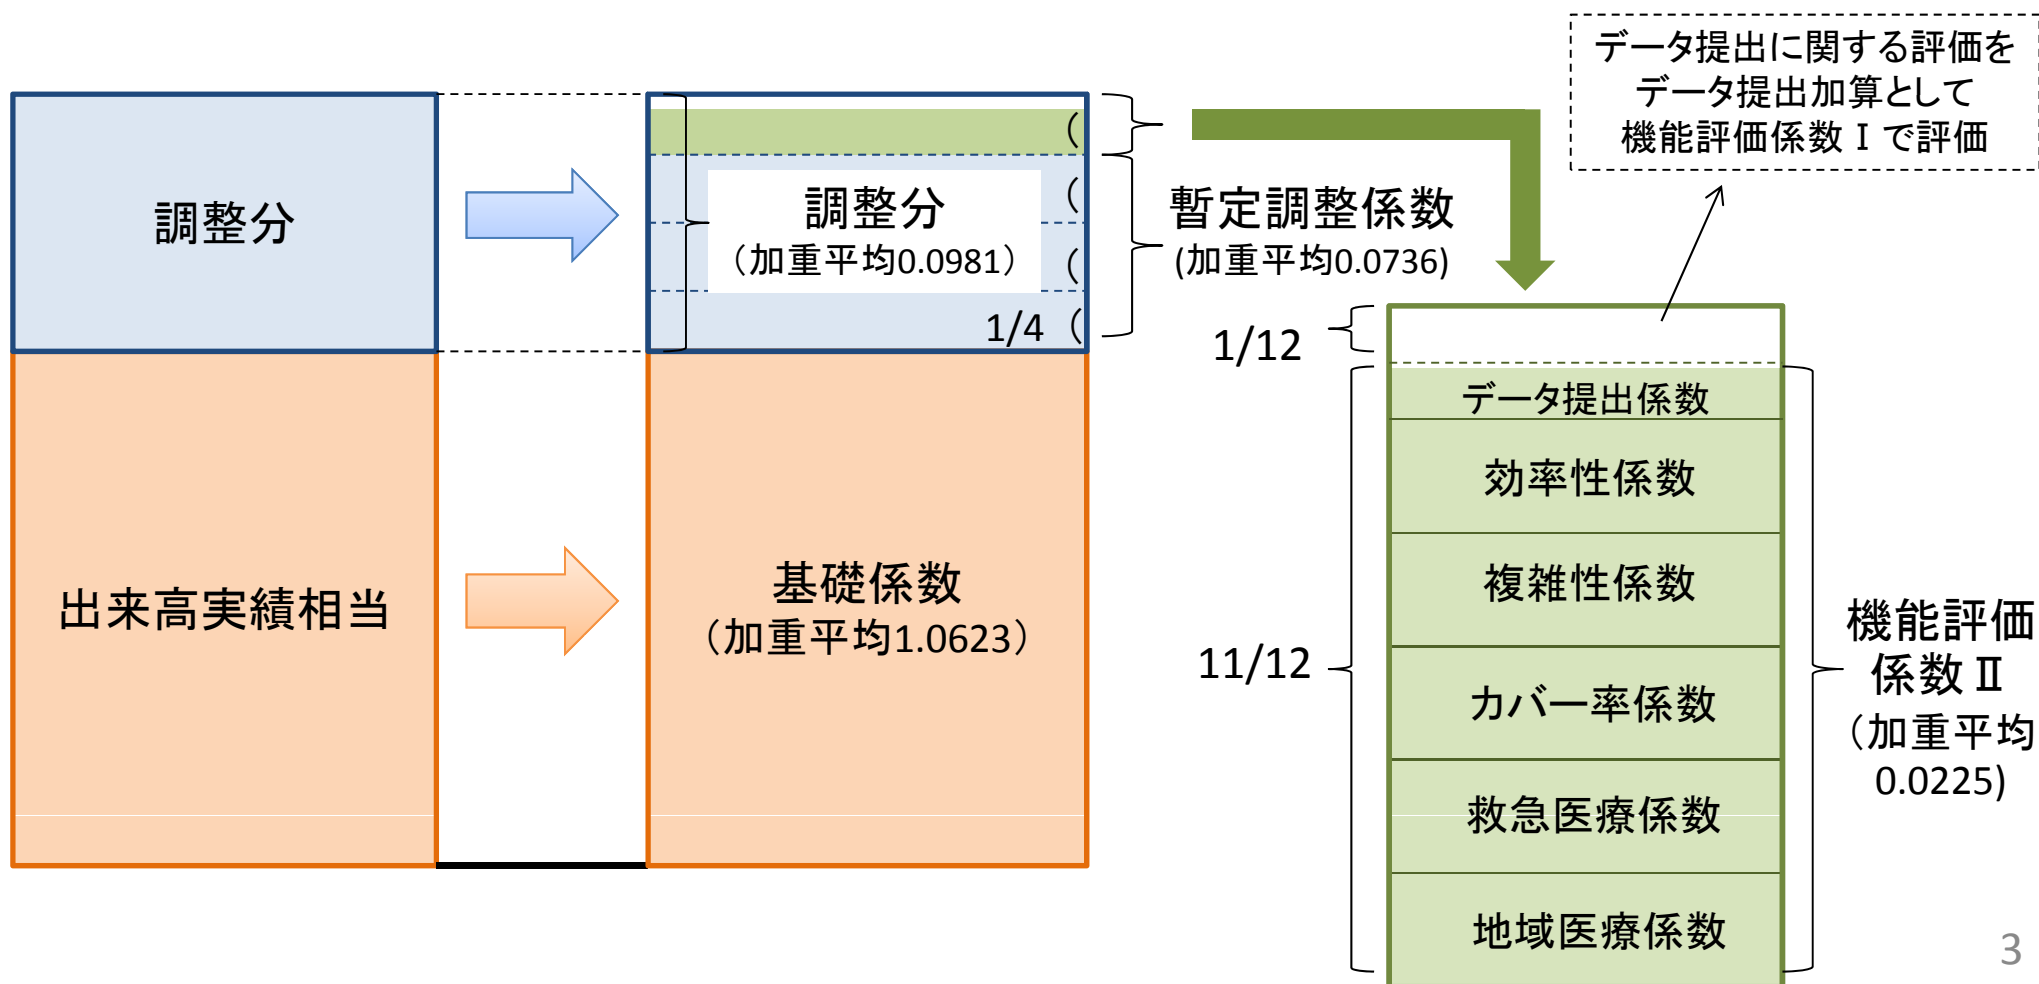 データ提出に関する評価を
データ提出加算として
機能評価係数Ⅰで評価
調整分
(
(
(
1/4 (
調整分
（加重平均0.0981）
暫定調整係数
(加重平均0.0736)
出来高実績相当
基礎係数
（加重平均1.0623）
1/12
11/12
データ提出係数
効率性係数
複雑性係数
カバー率係数
救急医療係数
地域医療係数
機能評価
係数Ⅱ
（加重平均
0.0225)
3